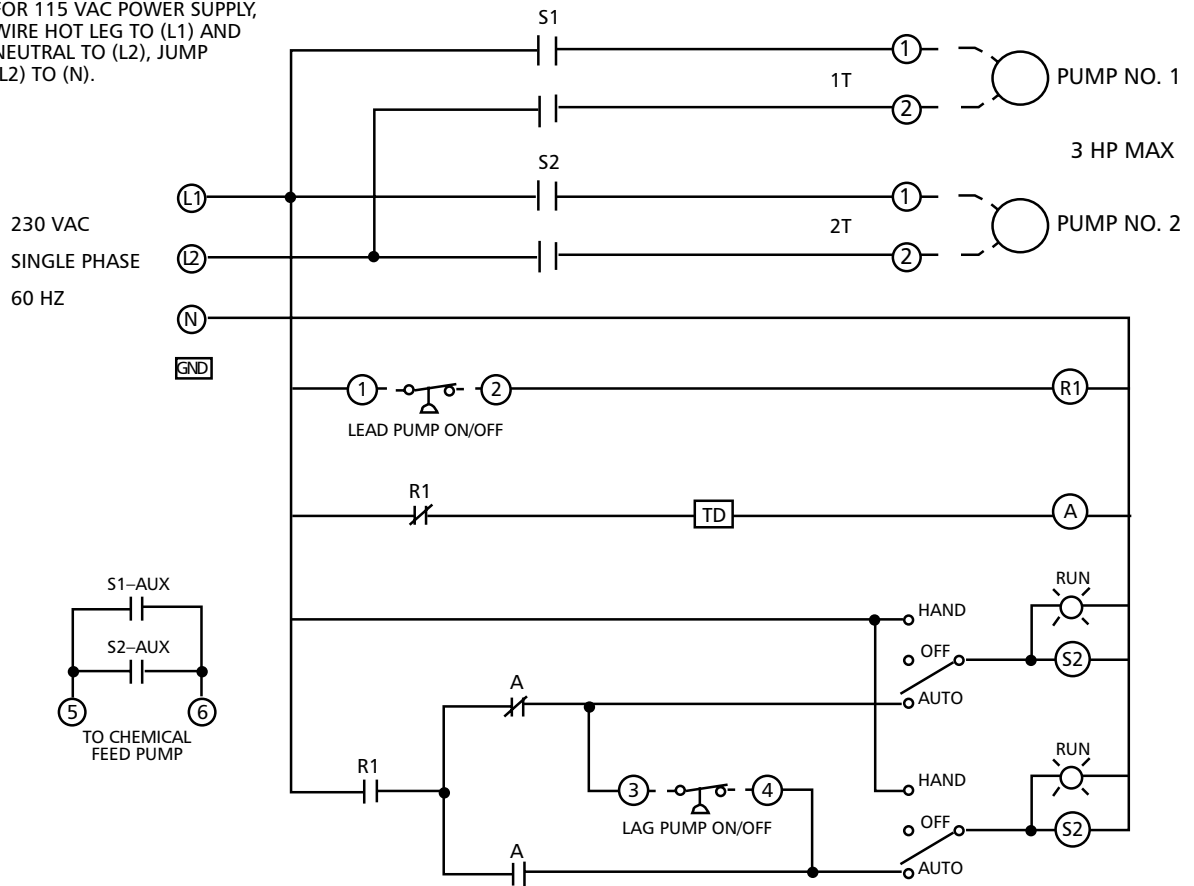 FOR 115 VAC POWER SUPPLY,
WIRE HOT LEG TO (L1) AND
NEUTRAL TO (L2), JUMP
(L2) TO (N).
S1
1
1T
PUMP NO. 1
2
3 HP MAX
S2
L1
1
230 VAC
2T
PUMP NO. 2
SINGLE PHASE
L2
2
60 HZ
N
GND
1
2
R1
LEAD PUMP ON/OFF
R1
TD
A
S1–AUX
RUN
HAND
S2–AUX
OFF
S2
A
AUTO
5
6
TO CHEMICAL
FEED PUMP
R1
RUN
HAND
3
4
LAG PUMP ON/OFF
OFF
S2
A
AUTO